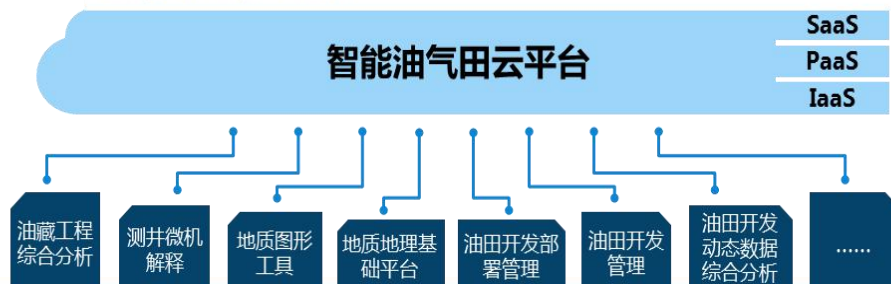 智能油气田云平台
SaaS
PaaS
IaaS
油藏工程
综合分析
测井微机
解释
地质图形
工具
地质地理基
础平台
油田开发部
署管理
油田开发
管理
油田开发
动态数据
综合分析
......